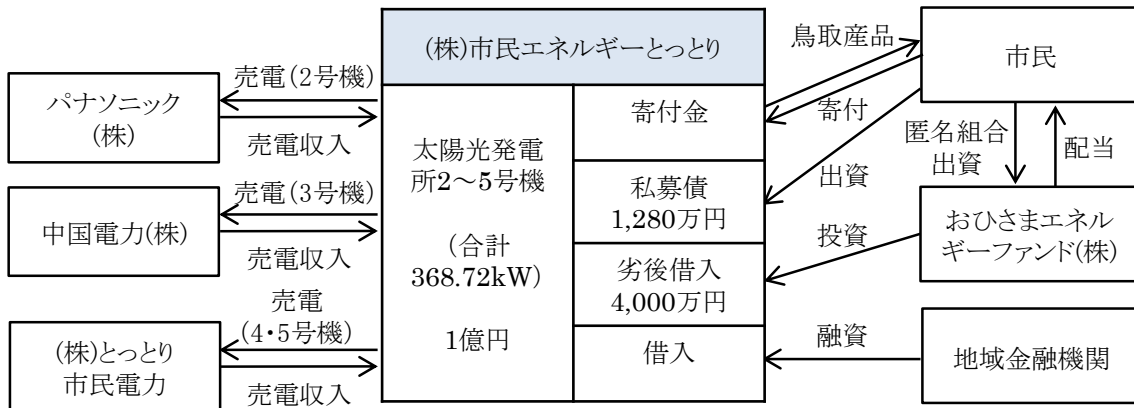 パナソニック
(株)
売電（2号機）
売電収入
中国電力(株)
売電（3号機）
売電収入
(株)とっとり
市民電力
売電
（4・5号機）
売電収入
(株)市民エネルギーとっとり
太陽光発電
所2～5号機
（合計
368.72kW）
1億円
寄付金
私募債
1,280万円
劣後借入
4,000万円
借入
鳥取産品
寄付
出資
投資
融資
市民
匿名組合
出資
配当
おひさまエネル
ギーファンド(株)
地域金融機関